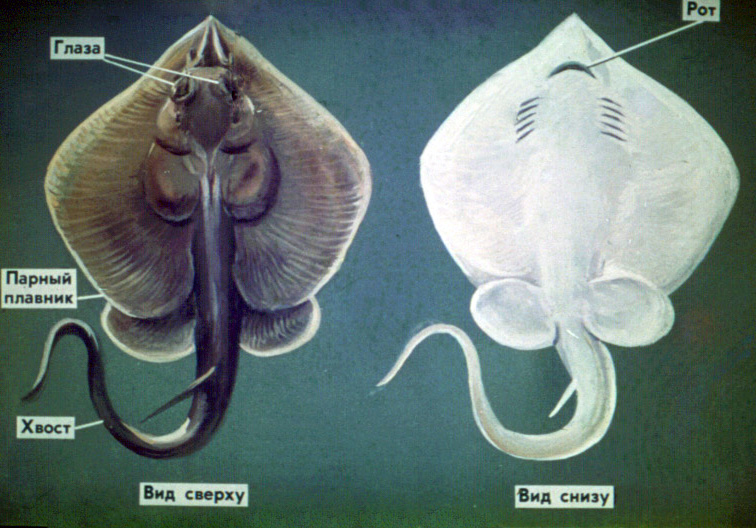 Глаза
Рот
Парный
плавник
Хвост
Вид сверху
Вид снизу